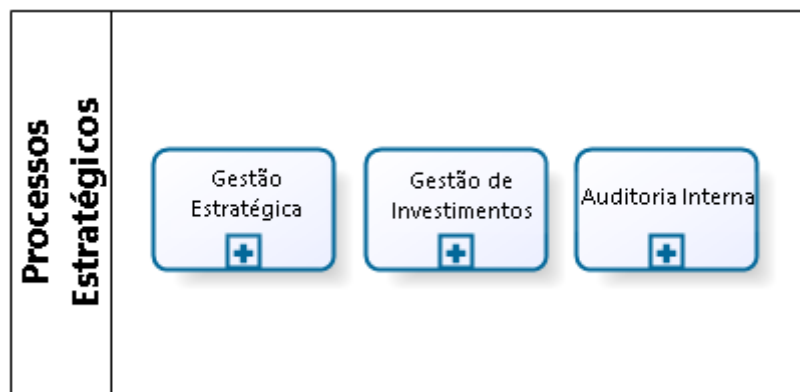 Processos
Estratégicos
Gestão
Estratégica
Gestão de
Investimentos
Auditoria Interna